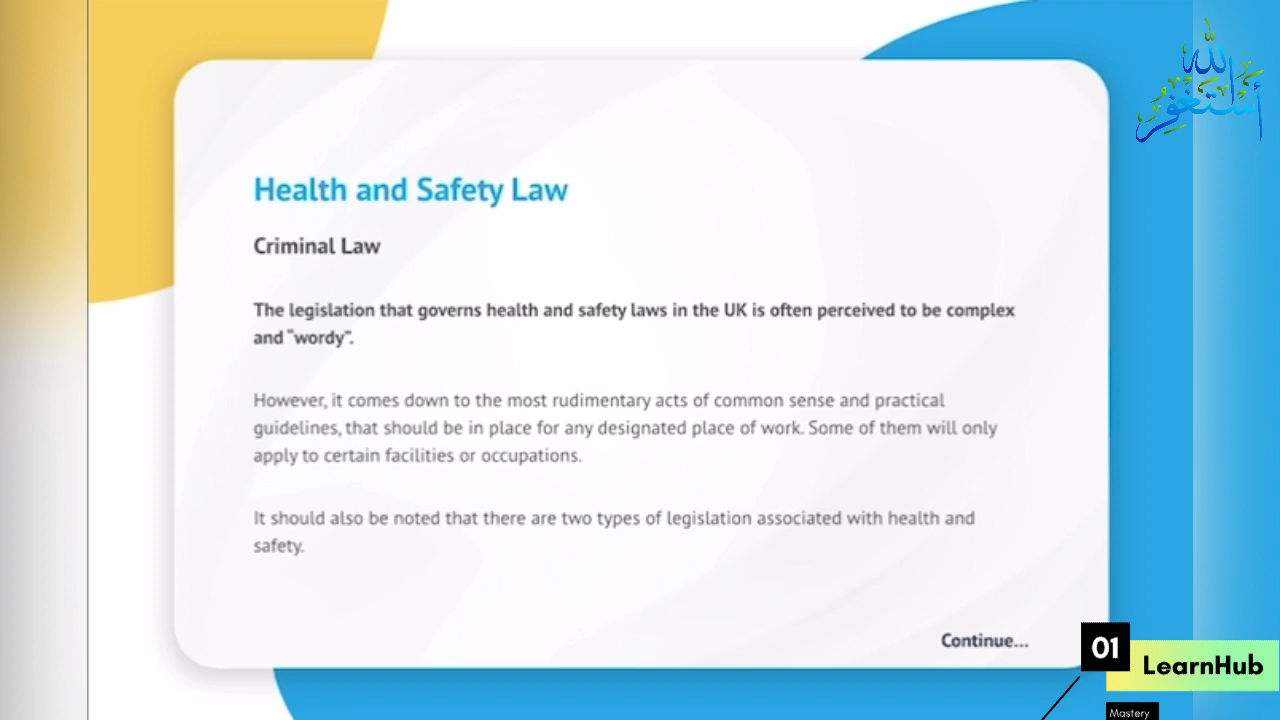 أستغفر الله
Health and Safety Law
Criminal Law
The legislation that governs health and safety laws in the UK is often perceived to be complex
and "wordy".
However, it comes down to the most rudimentary acts of common sense and practical
guidelines, that should be in place for any designated place of work. Some of them will only
apply to certain facilities or occupations.
It should also be noted that there are two types of legislation associated with health and
safety.
Continue...
01
LearnHub
Mastery